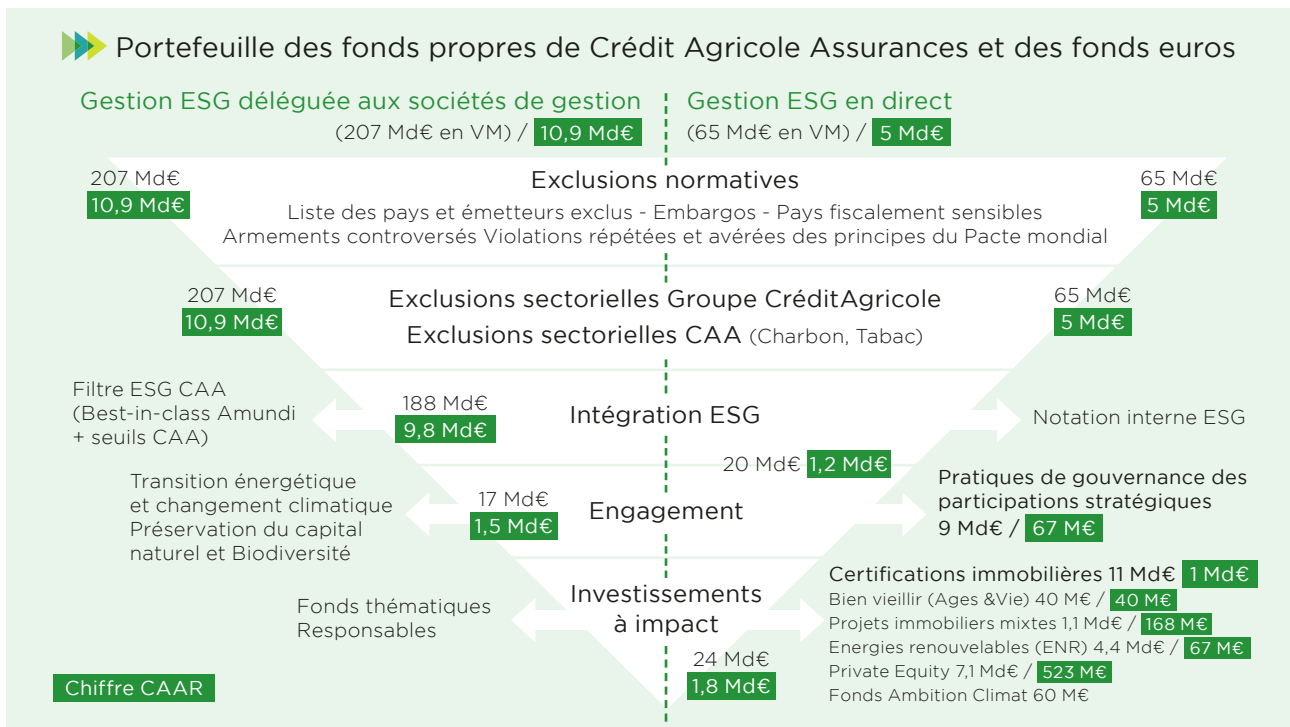 Portefeuille des fonds propres de Crédit Agricole Assurances et des fonds euros
Gestion ESG déléguée aux sociétés de gestion
(207 Md€ en VM) / 10,9 Md€
Gestion ESG en direct
(65 Md€ en VM) / 5 Md€
207 Md€
10,9 Md€
Exclusions normatives
Liste des pays et émetteurs exclus - Embargos - Pays fiscalement sensibles
Armements controversés Violations répétées et avérées des principes du Pacte mondial
65 Md€
5 Md€
207 Md€
10,9 Md€
Exclusions sectorielles Groupe CréditAgricole
Exclusions sectorielles CAA (Charbon, Tabac)
65 Md€
5 Md€
Filtre ESG CAA
(Best-in-class Amundi
+ seuils CAA)
188 Md€
9,8 Md€
Intégration ESG
Notation interne ESG
20 Md€ 1,2 Md€
Transition énergétique
et changement climatique
Préservation du capital
naturel et Biodiversité
17 Md€
1,5 Md€
Engagement
Pratiques de gouvernance des
participations stratégiques
9 Md€ / 67 M€
Fonds thématiques
Responsables
Investissements
à impact
24 Md€
1,8 Md€
Certifications immobilières 11 Md€ 1 Md€
Bien vieillir (Ages &Vie) 40 M€ / 40 M€
Projets immobiliers mixtes 1,1 Md€ / 168 M€
Energies renouvelables (ENR) 4,4 Md€ / 67 M€
Private Equity 7,1 Md€ / 523 M€
Fonds Ambition Climat 60 M€
Chiffre CAAR